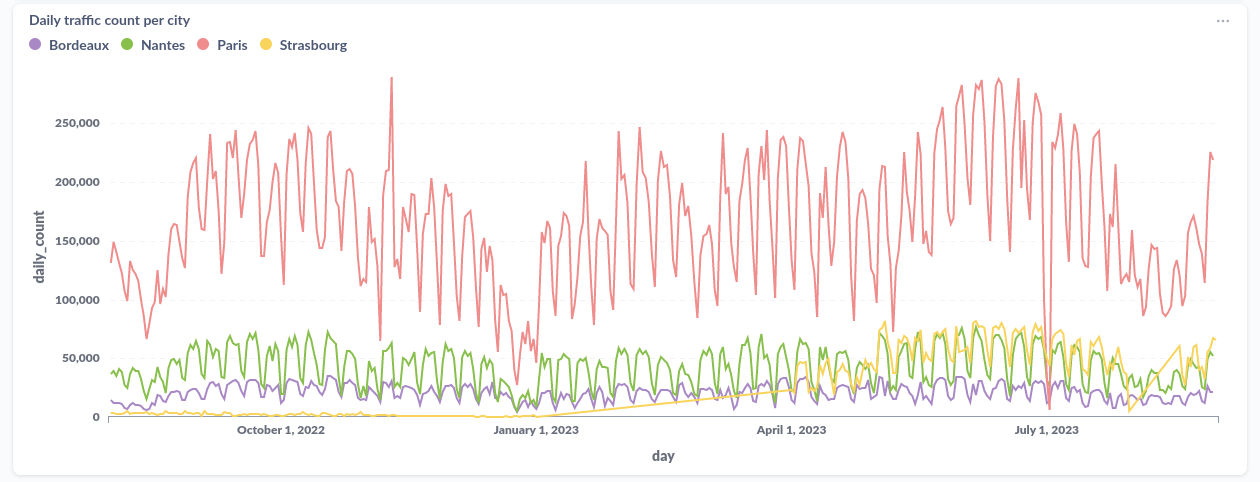 Daily traffic count per city
Bordeaux Nantes Paris Strasbourg
daily_count
250,000
200,000
150,000
100,000
50,000
0
October 1, 2022 January 1, 2023 April 1, 2023 July 1, 2023
day